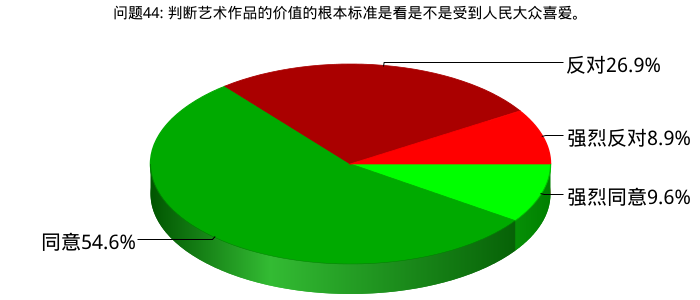 问题44: 判断艺术作品的价值的根本标准是看是不是受到人民大众喜爱。
反对26.9%
强烈反对8.9%
强烈同意9.6%
同意54.6%